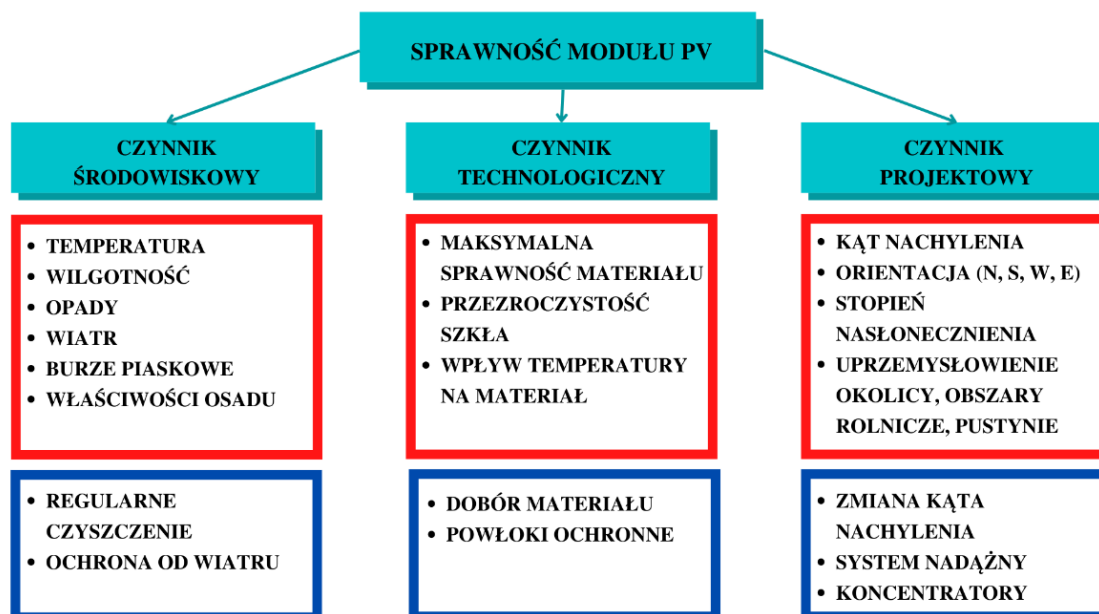 SPRAWNOŚĆ MODUŁU PV
CZYNNIK
ŚRODOWISKOWY
• TEMPERATURA
• WILGOTNOŚĆ
• OPADY
• WIATR
• BURZE PIASKOWE
• WŁAŚCIWOŚCI OSADU
• REGULARNE
CZYSZCZENIE
• OCHRONA OD WIATRU
CZYNNIK
TECHNOLOGICZNY
• MAKSYMALNA
SPRAWNOŚĆ MATERIAŁU
• PRZEZROCZYSTOŚĆ
SZKŁA
• WPŁYW TEMPERATURY
NA MATERIAŁ
• DOBÓR MATERIAŁU
• POWŁOKI OCHRONNE
CZYNNIK
PROJEKTOWY
• KĄT NACHYLENIA
• ORIENTACJA (N, S, W, E)
• STOPIEŃ
NASŁONECZNIENIA
• UPRZEMYSŁOWIENIE
OKOLICY, OBSZARY
ROLNICZE, PUSTYNIE
• ZMIANA KĄTA
NACHYLENIA
• SYSTEM NADĄŻNY
• KONCENTRATORY